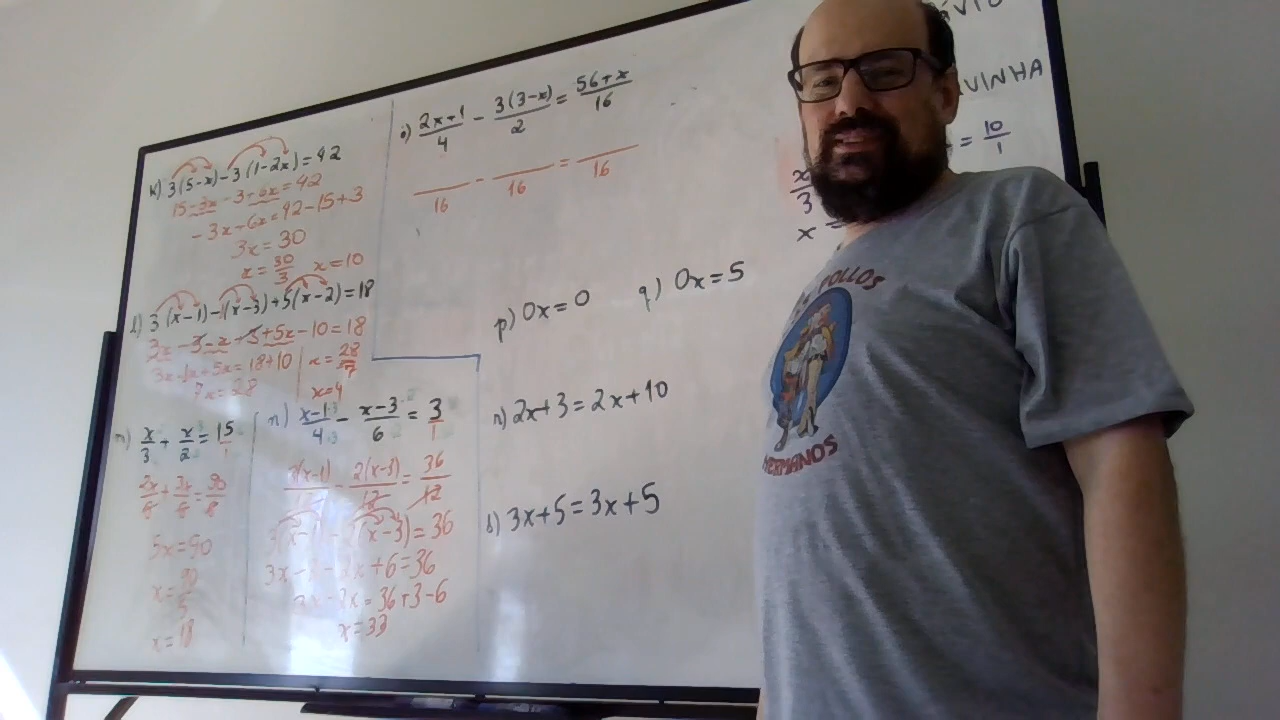 k) 3(5-x)-3(1-2x)=42
15-3x-3+6x=42
-3x+6x=42-15+3
3x=30
x=30/3 x=10
l) 3(x-1)-(x-3)+5(x-2)=18
3x-3-x+3+5x-10=18
3x-x+5x=18+10
7x=28
x=28/7
x=4
m) x/3+x/2=15/1
2x/6+3x/6=90/6
5x=90
x=90/5
x=18
n) x-1/4-x-3/6=3/1
3(x-1)/12-2(x-3)/12=36/12
3(x-1)-2(x-3)=36
3x-3-2x+6=36
3x-2x=36+3-6
x=33
o) 2x+1/4-3(3-x)/2=56+x/16
/16-/16=/16
p) 0x=0
q) 0x=5
r) 2x+3=2x+10
s) 3x+5=3x+5
VINHA
=10/1
x/3
x=
POLLOS
HERMANOS